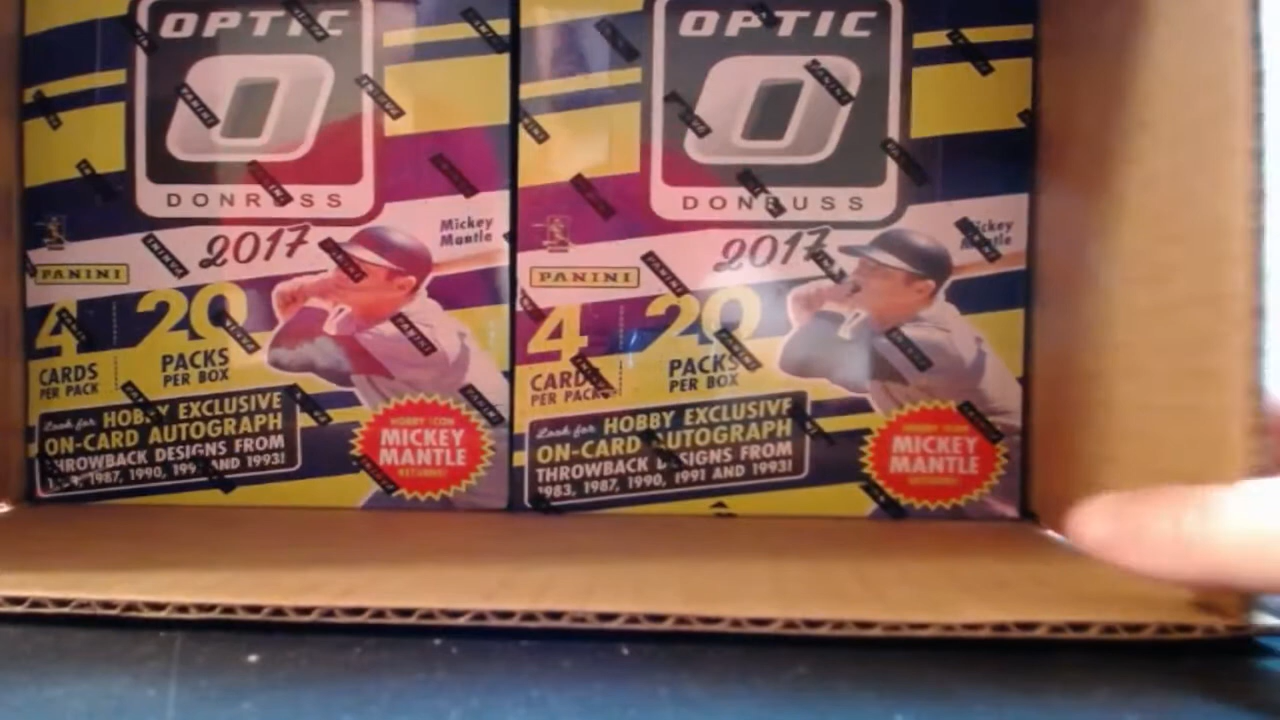 OPTIC
DONRUSS
2017
Mickey
Mantle
PANINI
4
CARDS
PER PACK
20
PACKS
PER BOX
Look for HOBBY EXCLUSIVE
ON-CARD AUTOGRAPH
THROWBACK DESIGNS FROM
1987, 1990, AND 1993!
HOBBY ICON
MICKEY
MANTLE
RETURNS!
OPTIC
DONRUSS
2017
Mickey
Mantle
PANINI
4
CARDS
PER PACK
20
PACKS
PER BOX
Look for HOBBY EXCLUSIVE
ON-CARD AUTOGRAPH
THROWBACK DESIGNS FROM
1983, 1987, 1990, 1991 AND 1993!
HOBBY ICON
MICKEY
MANTLE
RETURNS!